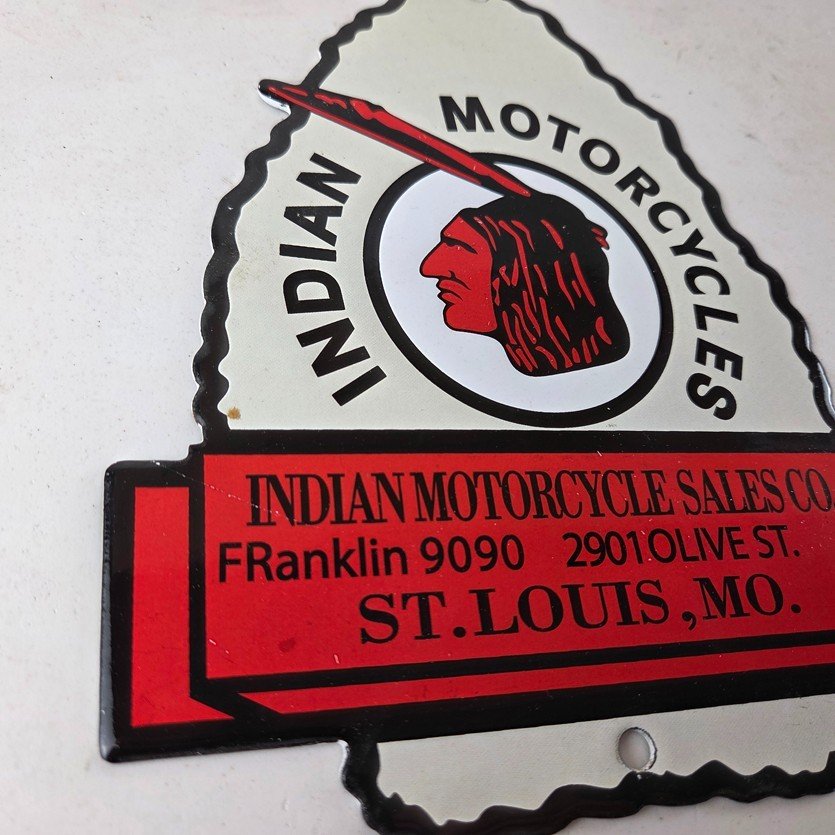 INDIAN MOTORCYCLES
INDIAN MOTORCYCLE SALES CO
FRanklin 9090 2901 OLIVE ST.
ST. LOUIS, MO.